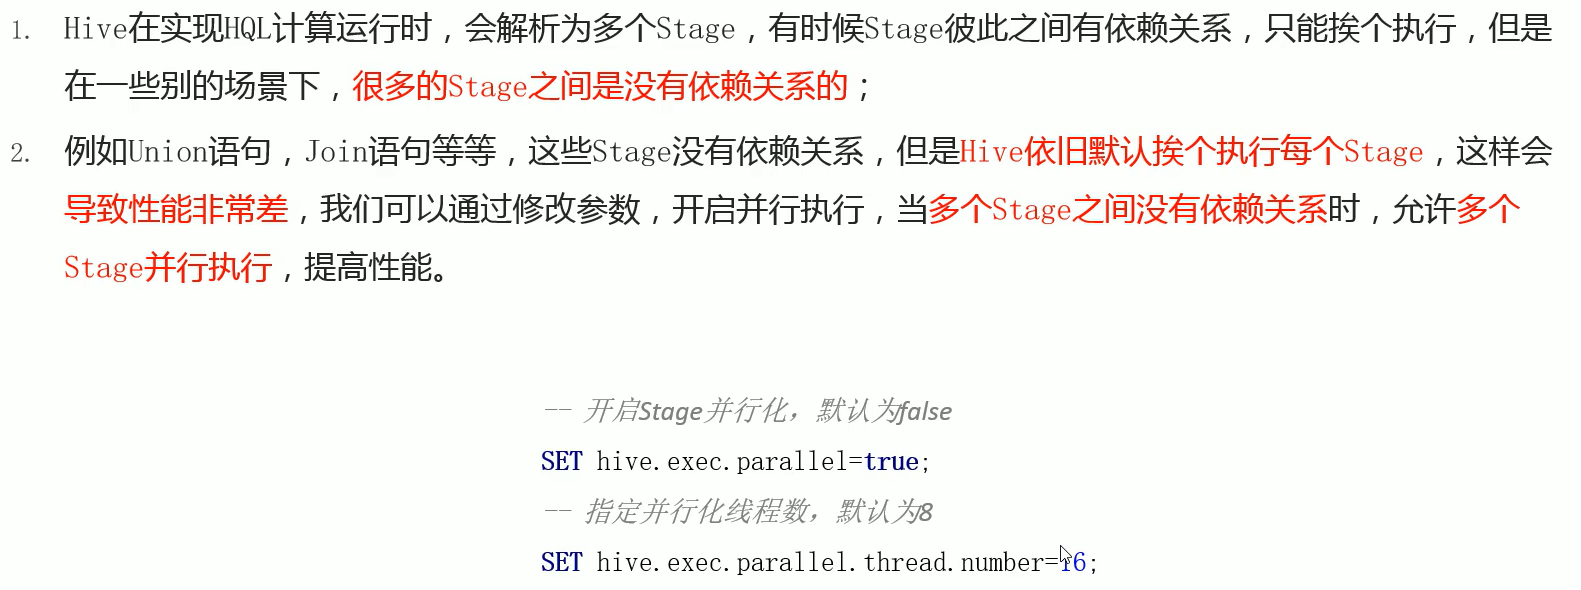 1. Hive在实现HQL计算运行时，会解析为多个Stage，有时候Stage彼此之间有依赖关系，只能挨个执行，但是
在一些别的场景下，很多的Stage之间是没有依赖关系的；
2. 例如Union语句，Join语句等等，这些Stage没有依赖关系，但是Hive依旧默认挨个执行每个Stage，这样会
导致性能非常差，我们可以通过修改参数，开启并行执行，当多个Stage之间没有依赖关系时，允许多个
Stage并行执行，提高性能。
-- 开启Stage并行化，默认为false
SET hive.exec.parallel=true;
-- 指定并行化线程数，默认为8
SET hive.exec.parallel.thread.number=16;